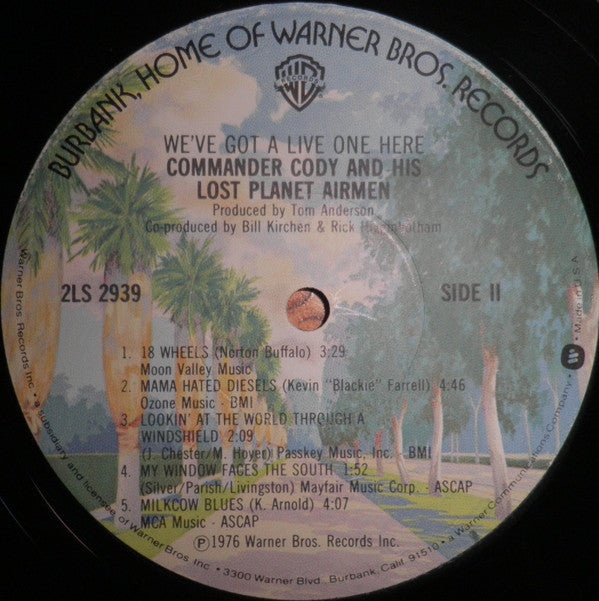 BURBANK, HOME OF WARNER BROS. RECORDS
RECORDS
WE'VE GOT A LIVE ONE HERE
COMMANDER CODY AND HIS
LOST PLANET AIRMEN
Produced by Tom Anderson
Co-produced by Bill Kirchen & Rick
2LS 2939
SIDE II
1. 18 WHEELS (Norton Buffalo) 3:29
Moon Valley Music
2. MAMA HATED DIESELS (Kevin "Blackie" Farrell) 4:46
Ozone Music - BMI
3. LOOKIN' AT THE WORLD THROUGH A
WINDSHIELD 2:09
(J. Chester/M. Hoyer) Passkey Music, Inc. - BMI
4. MY WINDOW FACES THE SOUTH 1:52
(Silver/Parish/Livingston) Mayfair Music Corp. - ASCAP
5. MILKCOW BLUES (K. Arnold) 4:07
MCA Music - ASCAP
Ⓟ 1976 Warner Bros. Records Inc.
Warner Bros. Records Inc. • a subsidiary and licensee of Warner Bros. Inc. • 3300 Warner Blvd., Burbank, Calif. 91510 • a Warner Communications Company • Made in U.S.A.